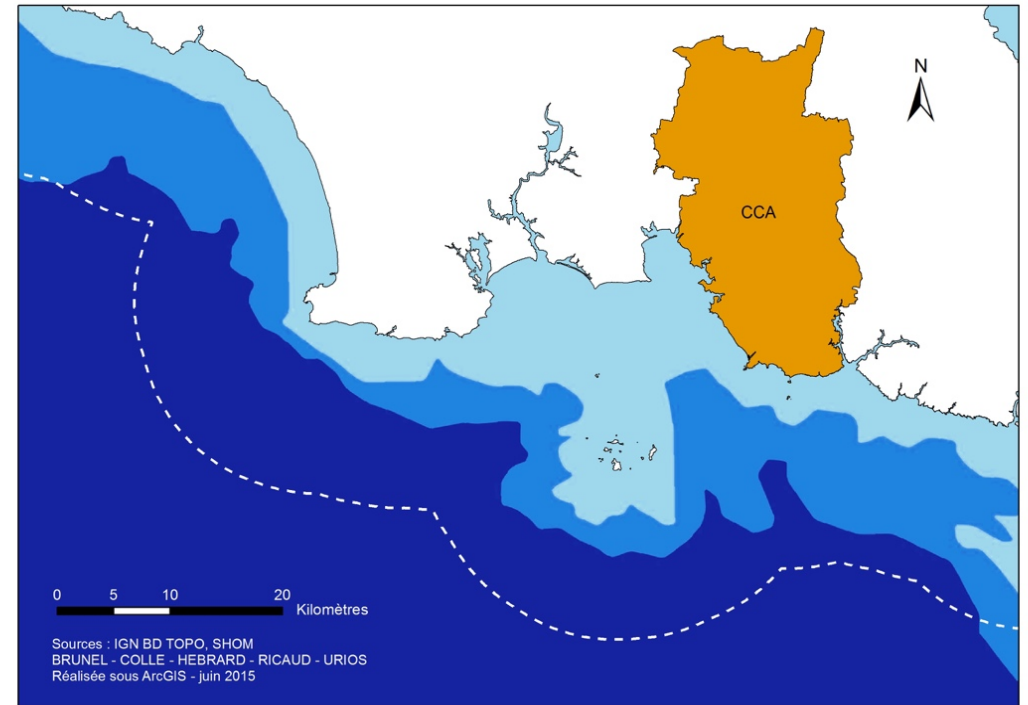 N
CCA
0 5 10 20 Kilomètres
Sources : IGN BD TOPO, SHOM
BRUNEL - COLLE - HEBRARD - RICAUD - URIOS
Réalisée sous ArcGIS - juin 2015